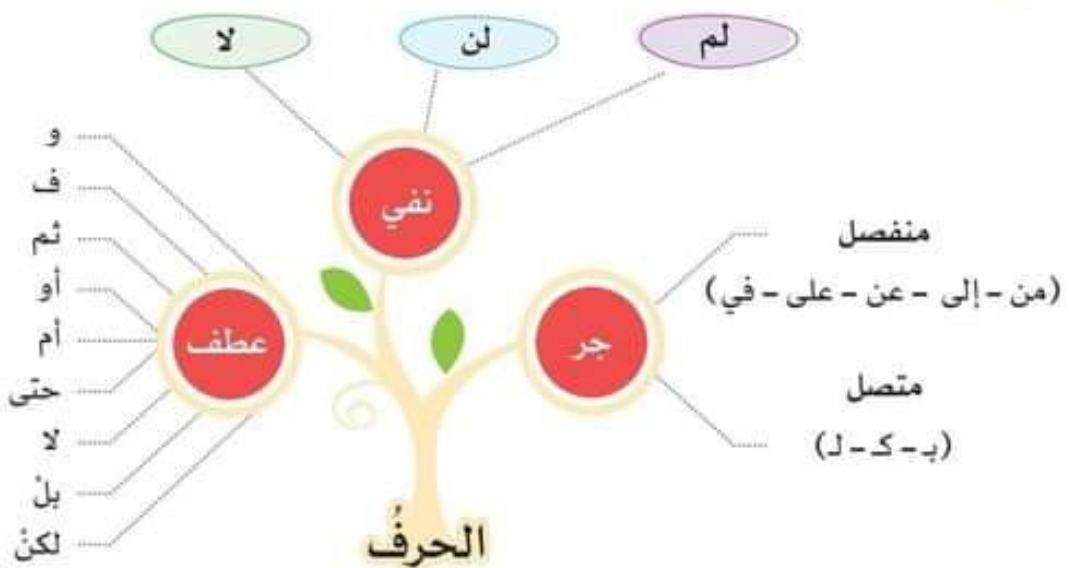 لم
لن
لا
نفي
جر
منفصل
(من - إلى - عن - على - في)
متصل
(بـ - كـ - لـ)
عطف
و
ف
ثم
أو
أم
حتى
لا
بلْ
لكنْ
الحرفُ